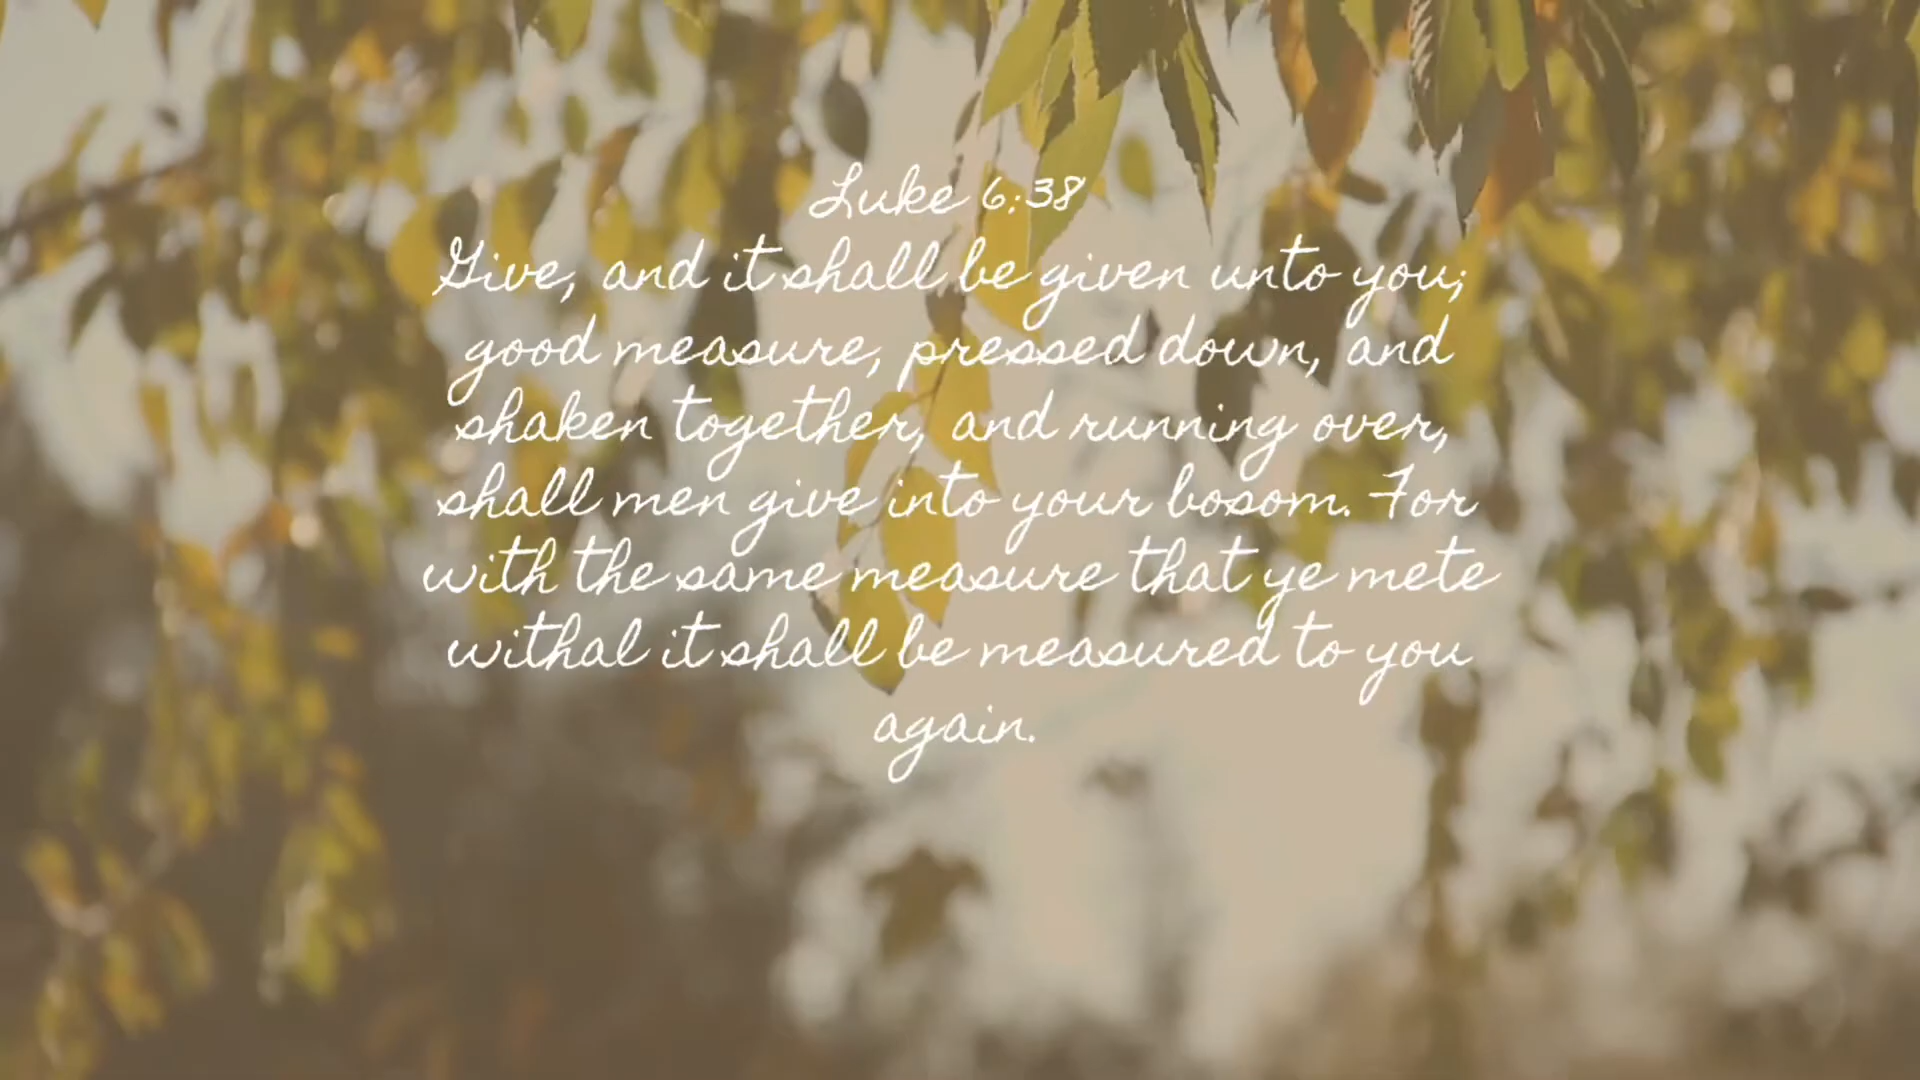 Luke 6:38
Give, and it shall be given unto you;
good measure, pressed down, and
shaken together, and running over,
shall men give into your bosom. For
with the same measure that ye mete
withal it shall be measured to you
again.